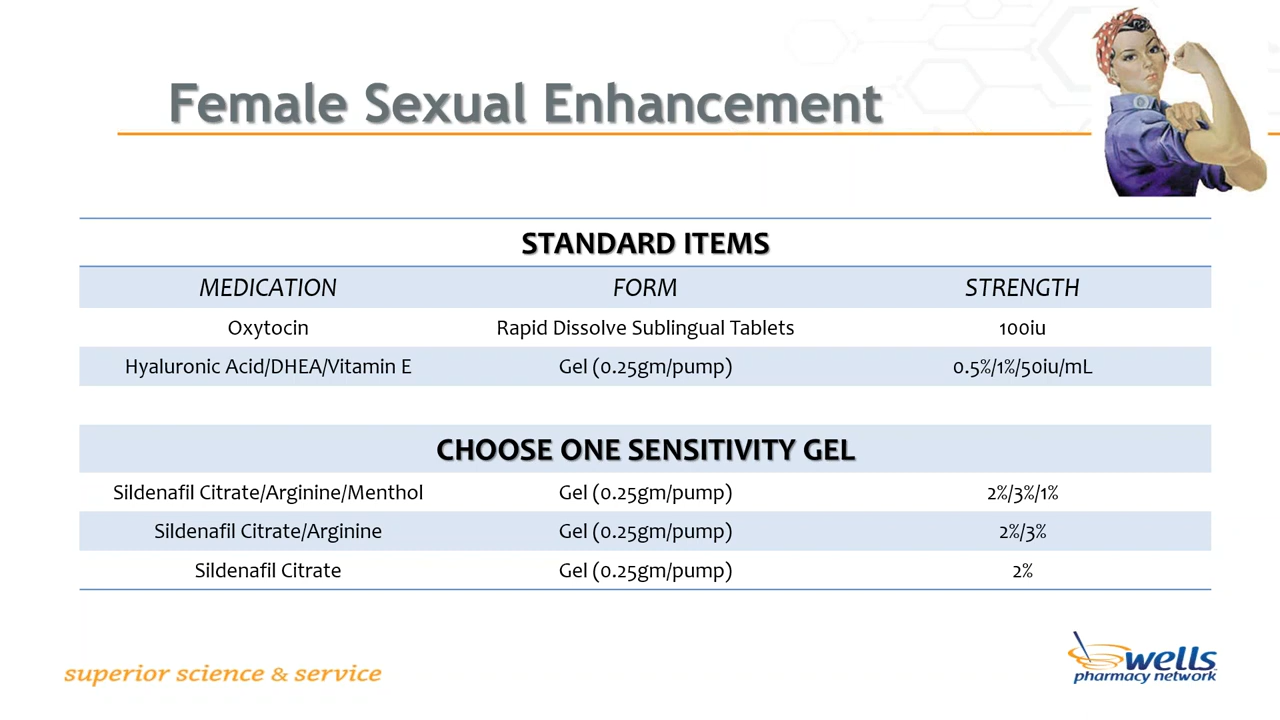 Female Sexual Enhancement
STANDARD ITEMS
MEDICATION FORM STRENGTH
Oxytocin Rapid Dissolve Sublingual Tablets 100iu
Hyaluronic Acid/DHEA/Vitamin E Gel (0.25gm/pump) 0.5%/1%/50iu/mL
CHOOSE ONE SENSITIVITY GEL
Sildenafil Citrate/Arginine/Menthol Gel (0.25gm/pump) 2%/3%/1%
Sildenafil Citrate/Arginine Gel (0.25gm/pump) 2%/3%
Sildenafil Citrate Gel (0.25gm/pump) 2%
superior science & service
wells
pharmacy network